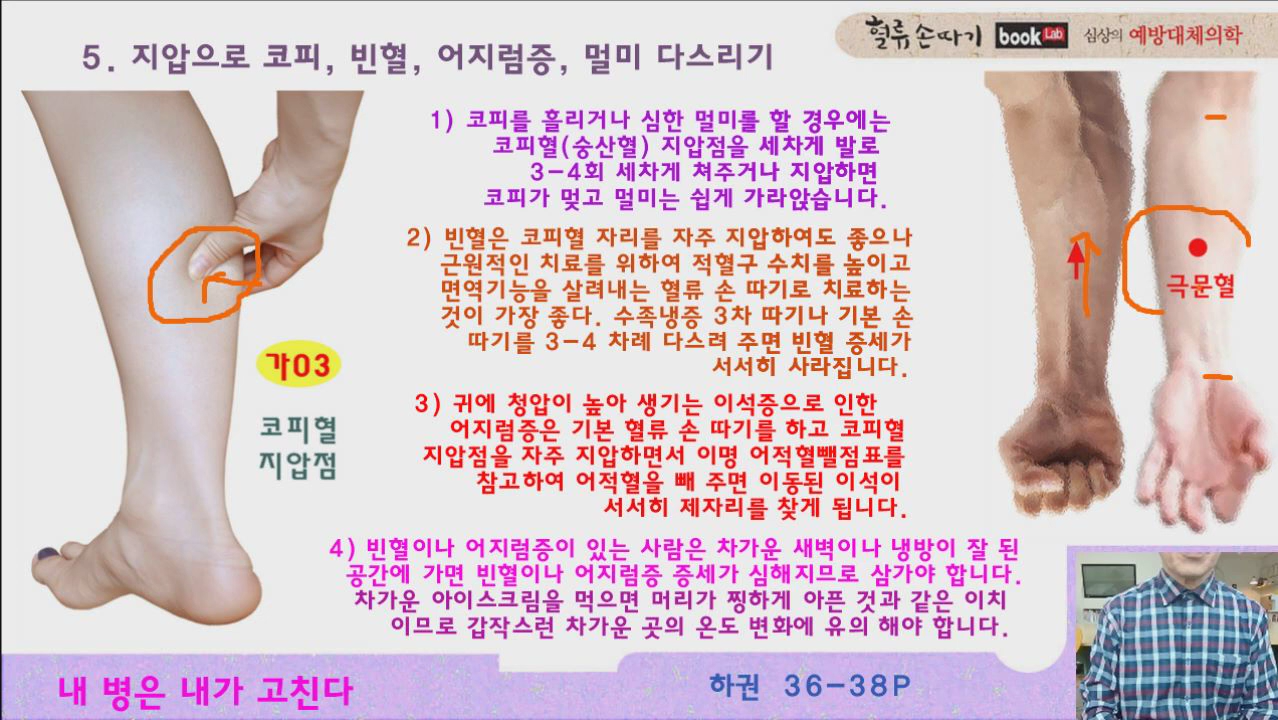 혈류 손따기 book Lab 심상의 예방대체의학
5. 지압으로 코피, 빈혈, 어지럼증, 멀미 다스리기
1) 코피를 흘리거나 심한 멀미를 할 경우에는
코피혈(숭산혈) 지압점을 세차게 발로
3-4회 세차게 쳐주거나 지압하면
코피가 멎고 멀미는 쉽게 가라앉습니다.
2) 빈혈은 코피혈 자리를 자주 지압하여도 좋으나
근원적인 치료를 위하여 적혈구 수치를 높이고
면역기능을 살려내는 혈류 손 따기로 치료하는
것이 가장 좋다. 수족냉증 3차 따기나 기본 손
따기를 3-4 차례 다스려 주면 빈혈 증세가
서서히 사라집니다.
3) 귀에 청압이 높아 생기는 이석증으로 인한
어지럼증은 기본 혈류 손 따기를 하고 코피혈
지압점을 자주 지압하면서 이명 어적혈뺄점표를
참고하여 어적혈을 빼 주면 이동된 이석이
서서히 제자리를 찾게 됩니다.
4) 빈혈이나 어지럼증이 있는 사람은 차가운 새벽이나 냉방이 잘 된
공간에 가면 빈혈이나 어지럼증 증세가 심해지므로 삼가야 합니다.
차가운 아이스크림을 먹으면 머리가 찡하게 아픈 것과 같은 이치
이므로 갑작스런 차가운 곳의 온도 변화에 유의 해야 합니다.
가03
코피혈
지압점
극문혈
내 병은 내가 고친다
하권 36-38P